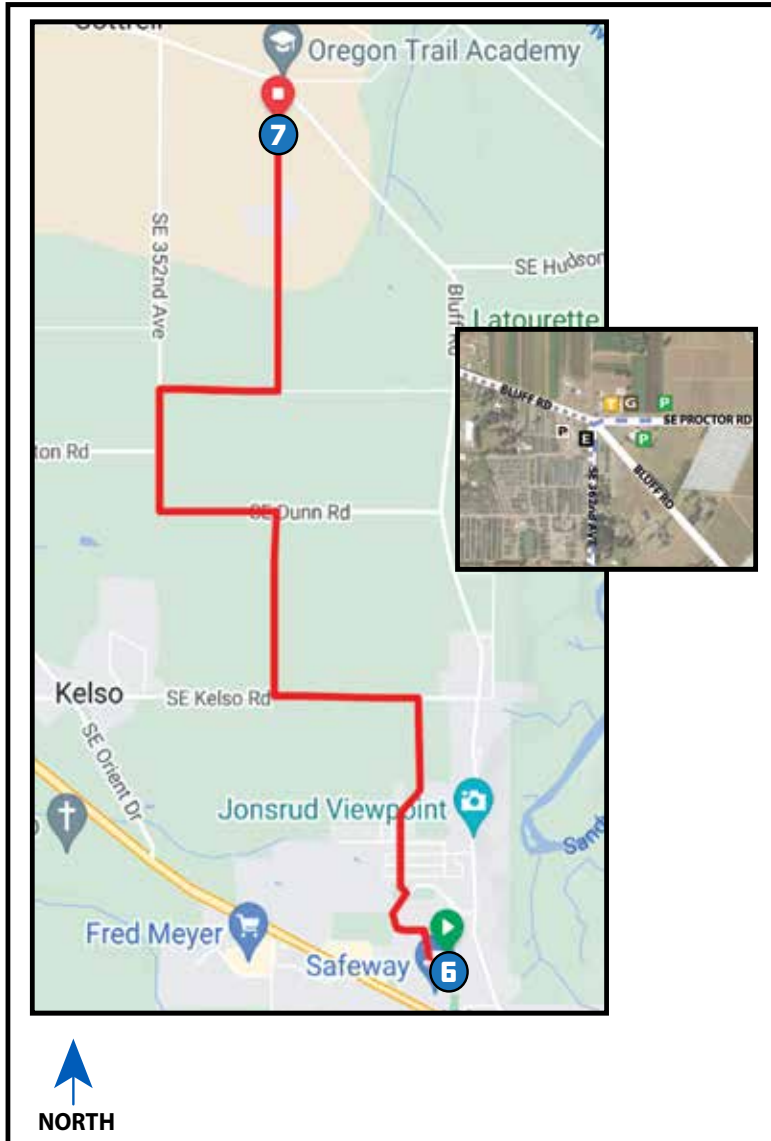 Cottrell
Oregon Trail Academy
7
SE 352nd Ave
SE Hudson
Bluff Rd
Latourette
BLUFF RD
T G P
P
SE PROCTOR RD
E
P
SE 362nd AVE
BLUFF RD
ton Rd
SE Dunn Rd
Kelso
SE Kelso Rd
SE Orient Dr
Jonsrud Viewpoint
Sand
Fred Meyer
Safeway
6
NORTH